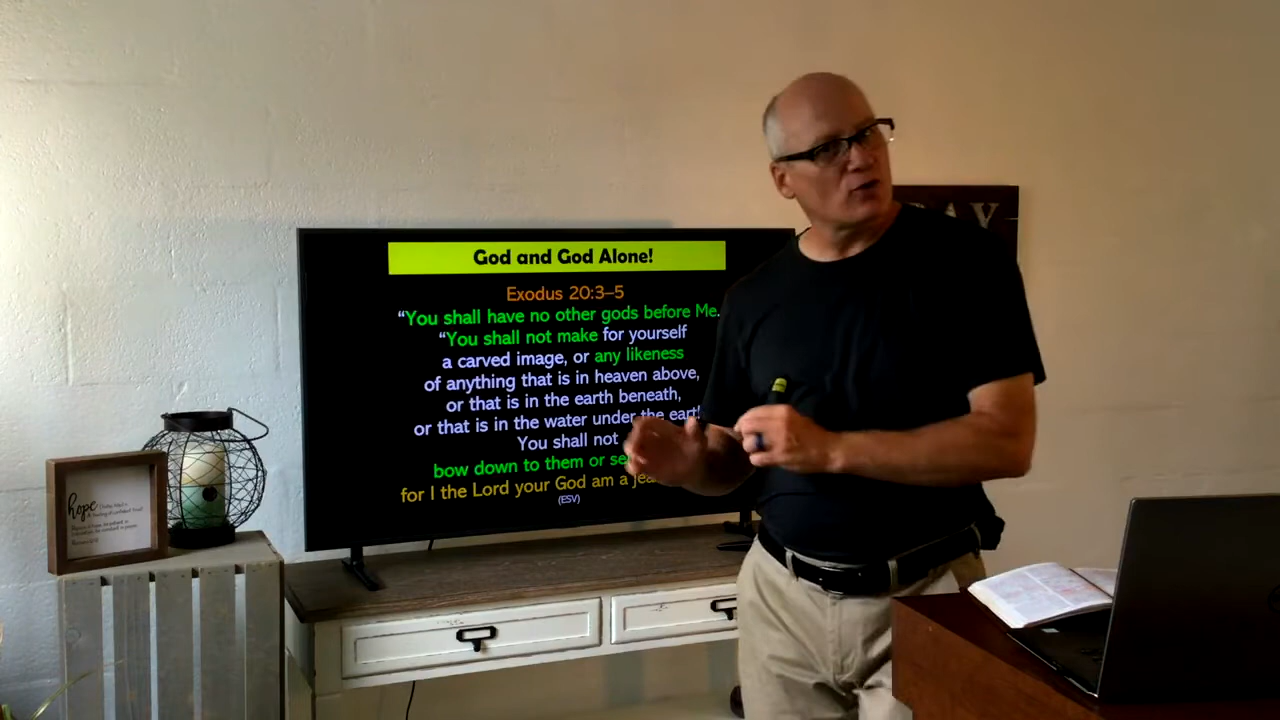 God and God Alone!
Exodus 20:3–5
“You shall have no other gods before Me.
“You shall not make for yourself
a carved image, or any likeness
of anything that is in heaven above,
or that is in the earth beneath,
or that is in the water under the
You shall not
bow down to them or
for I the Lord your God am a
(ESV)
hope